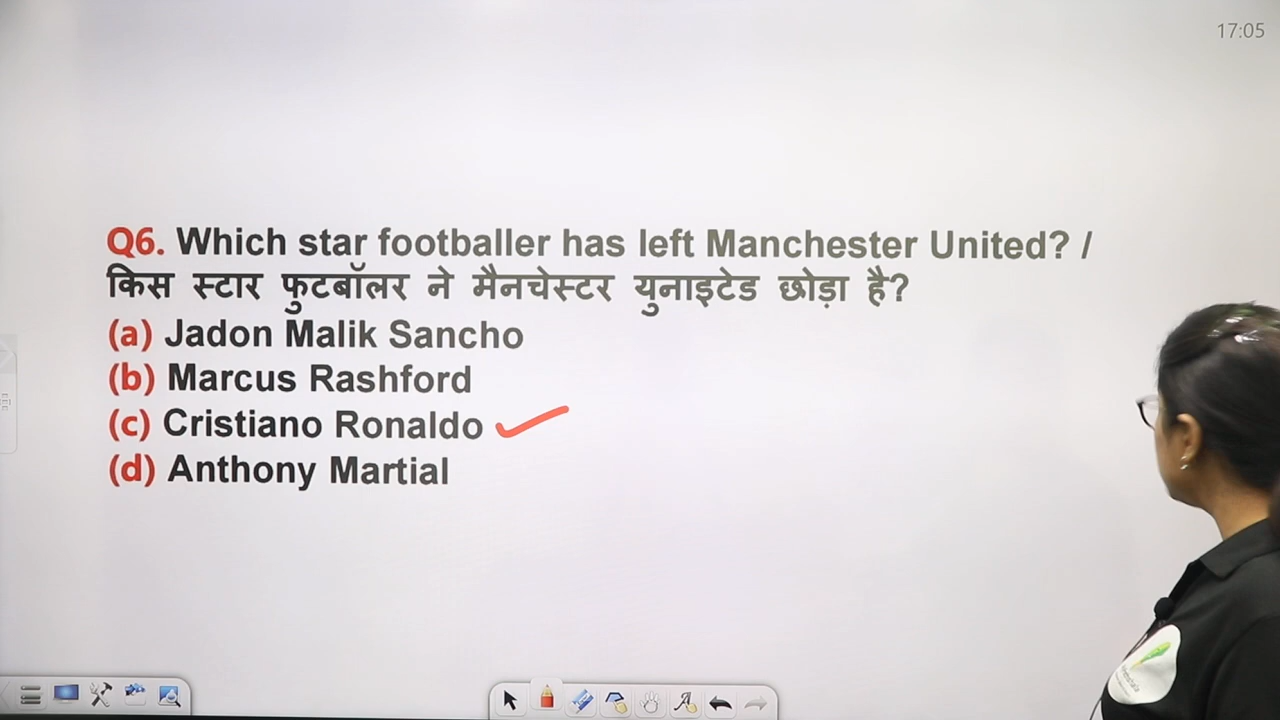 17:05
Q6. Which star footballer has left Manchester United? /
किस स्टार फुटबॉलर ने मैनचेस्टर युनाइटेड छोड़ा है?
(a) Jadon Malik Sancho
(b) Marcus Rashford
(c) Cristiano Ronaldo
(d) Anthony Martial